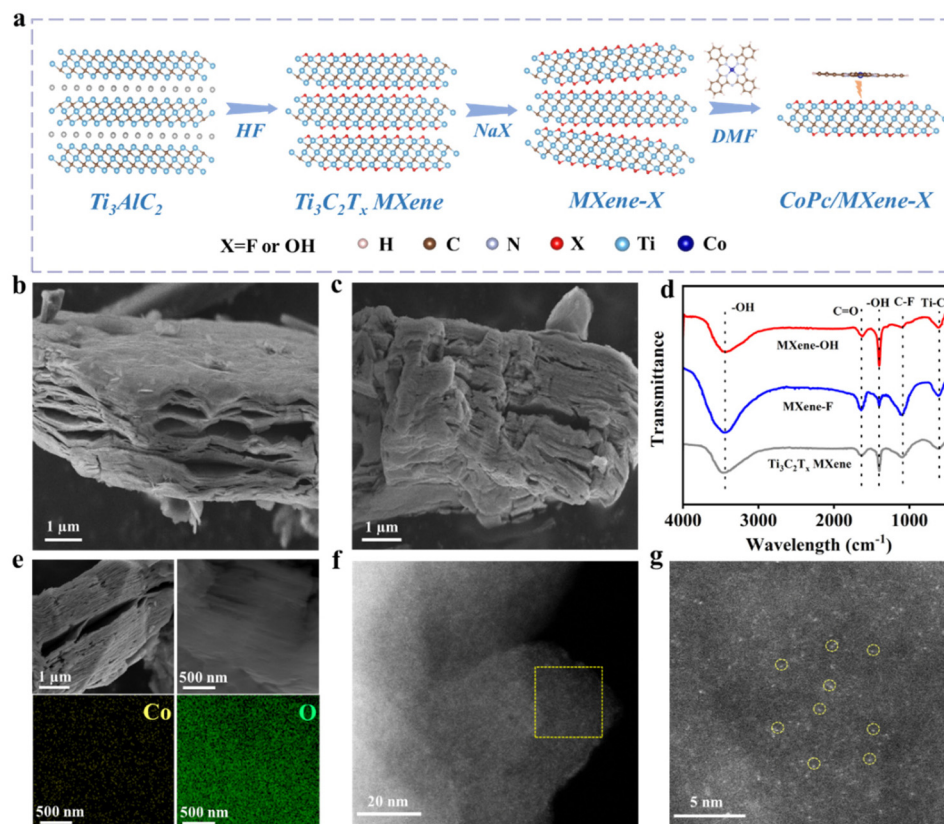 a
HF
NaX
DMF
Ti₃AlC₂
Ti₃C₂Tₓ MXene
MXene-X
CoPc/MXene-X
X=F or OH
H
C
N
X
Ti
Co
b
1 µm
c
1 µm
d
-OH
C=O
-OH
C-F
Ti-C
MXene-OH
MXene-F
Ti₃C₂Tₓ MXene
Transmittance
4000
3000
2000
1000
Wavelength (cm⁻¹)
e
1 µm
500 nm
Co
500 nm
O
500 nm
f
20 nm
g
5 nm